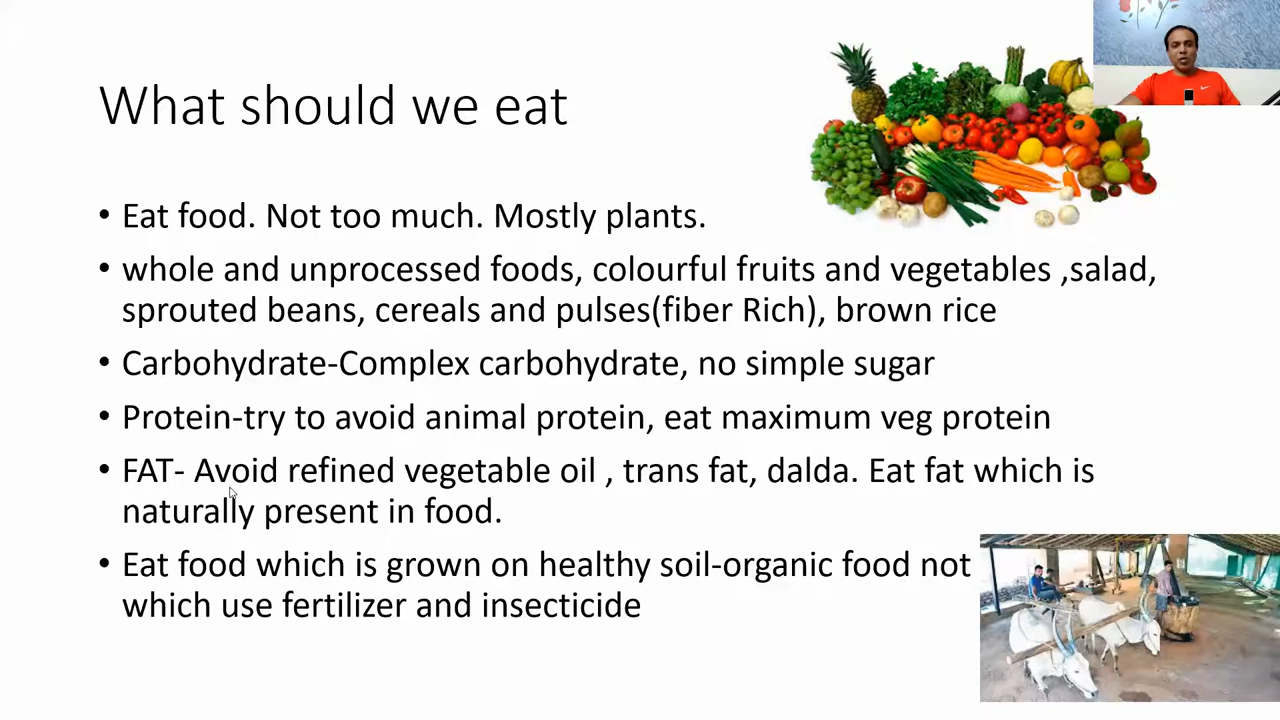 What should we eat
• Eat food. Not too much. Mostly plants.
• whole and unprocessed foods, colourful fruits and vegetables ,salad,
sprouted beans, cereals and pulses(fiber Rich), brown rice
• Carbohydrate-Complex carbohydrate, no simple sugar
• Protein-try to avoid animal protein, eat maximum veg protein
• FAT- Avoid refined vegetable oil , trans fat, dalda. Eat fat which is
naturally present in food.
• Eat food which is grown on healthy soil-organic food not
which use fertilizer and insecticide